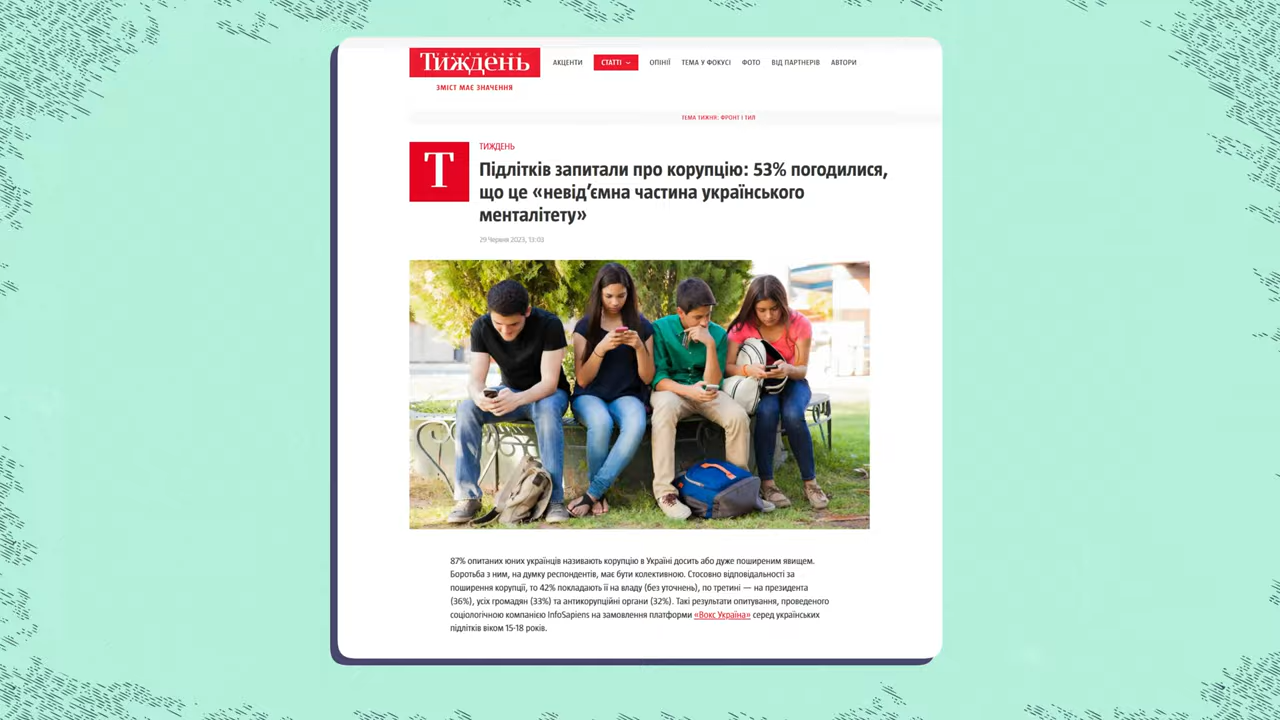 УКРАЇНСЬКИЙ
Тиждень
ЗМІСТ МАЄ ЗНАЧЕННЯ
АКЦЕНТИ СТАТТІ ОПІНІЇ ТЕМА У ФОКУСІ ФОТО ВІД ПАРТНЕРІВ АВТОРИ
ТЕМА ТИЖНЯ: ФРОНТ І ТИЛ
Т
ТИЖДЕНЬ
Підлітків запитали про корупцію: 53% погодилися,
що це «невід’ємна частина українського
менталітету»
29 Червня 2023, 13:03
87% опитаних юних українців називають корупцію в Україні досить або дуже поширеним явищем.
Боротьба з ним, на думку респондентів, має бути колективною. Стосовно відповідальності за
поширення корупції, то 42% покладають її на владу (без уточнень), по третині — на президента
(36%), усіх громадян (33%) та антикорупційні органи (32%). Такі результати опитування, проведеного
соціологічною компанією InfoSapiens на замовлення платформи «Вокс Україна» серед українських
підлітків віком 15-18 років.